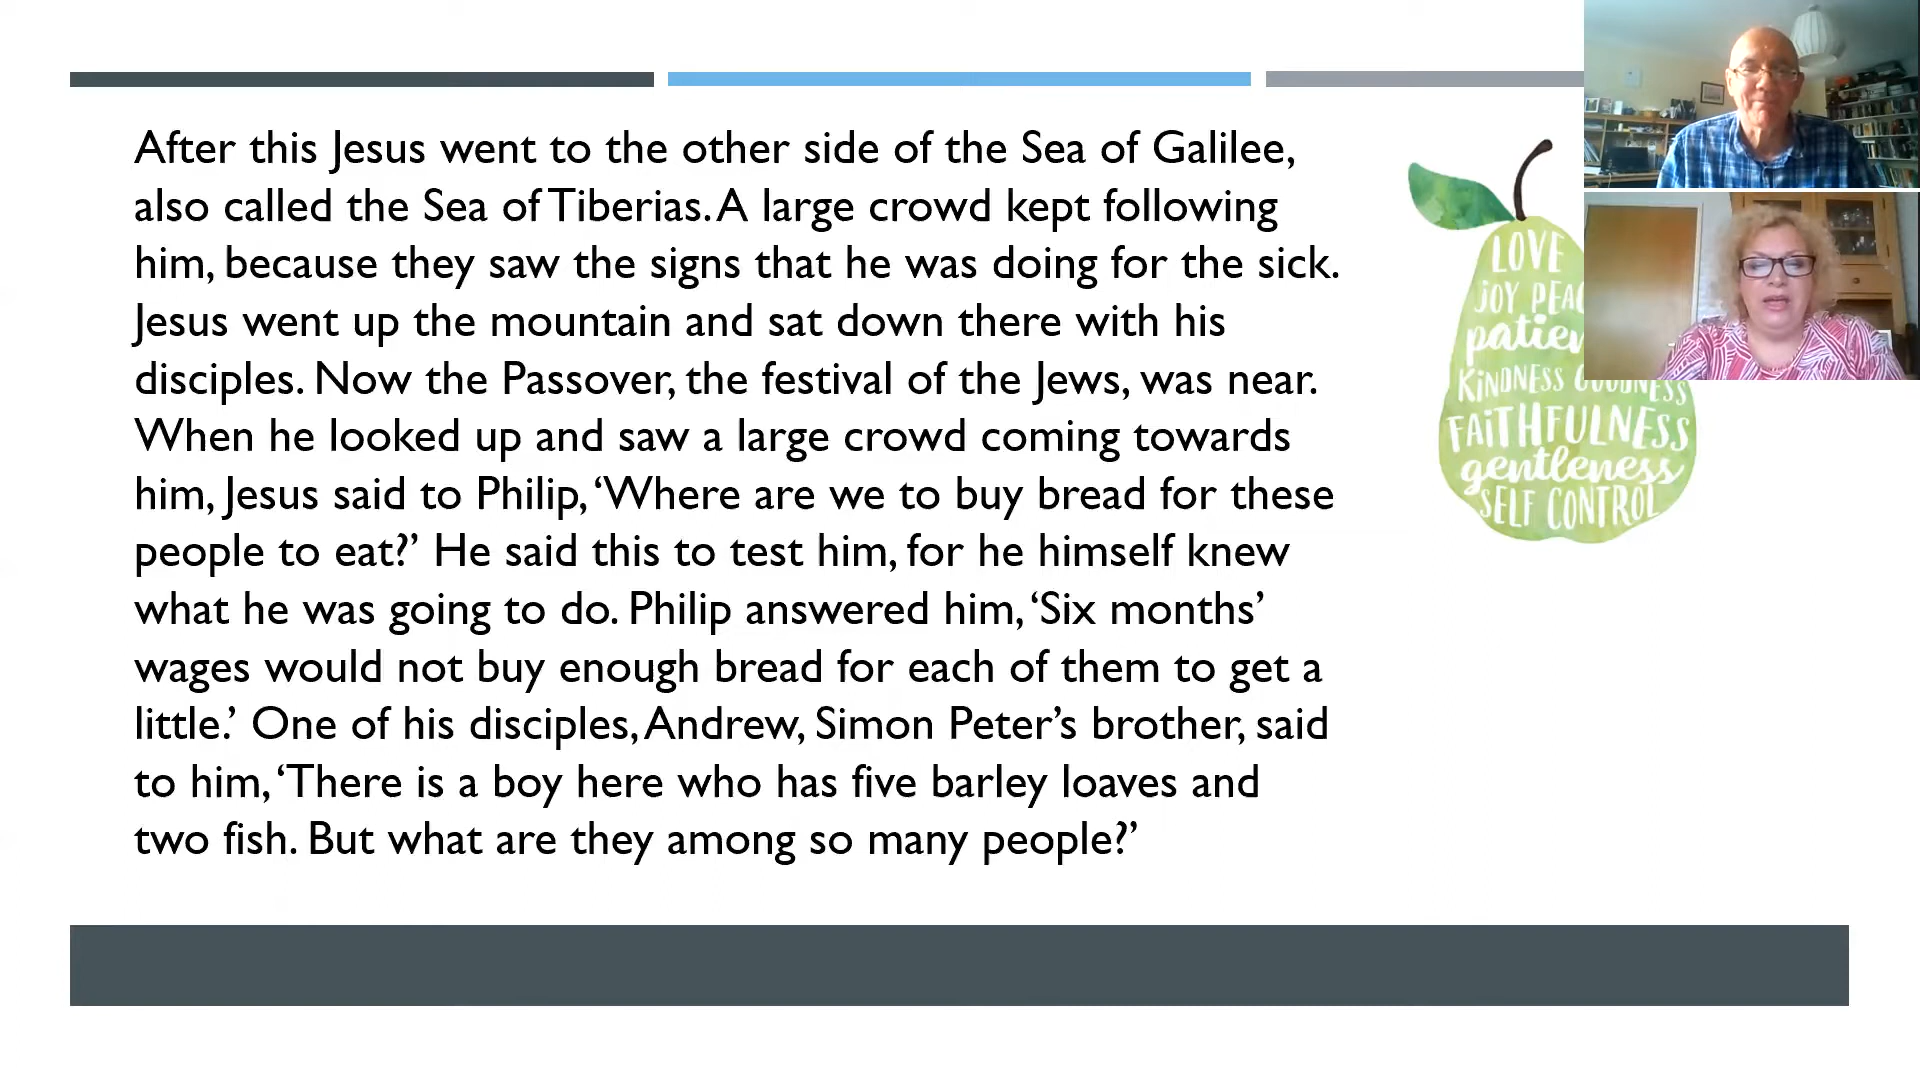 After this Jesus went to the other side of the Sea of Galilee,
also called the Sea of Tiberias. A large crowd kept following
him, because they saw the signs that he was doing for the sick.
Jesus went up the mountain and sat down there with his
disciples. Now the Passover, the festival of the Jews, was near.
When he looked up and saw a large crowd coming towards
him, Jesus said to Philip, ‘Where are we to buy bread for these
people to eat?’ He said this to test him, for he himself knew
what he was going to do. Philip answered him, ‘Six months’
wages would not buy enough bread for each of them to get a
little.’ One of his disciples, Andrew, Simon Peter’s brother, said
to him, ‘There is a boy here who has five barley loaves and
two fish. But what are they among so many people?’
LOVE
JOY
KiNDNESS
FAiTHFULNESS
gentleness
SELF CONTROL